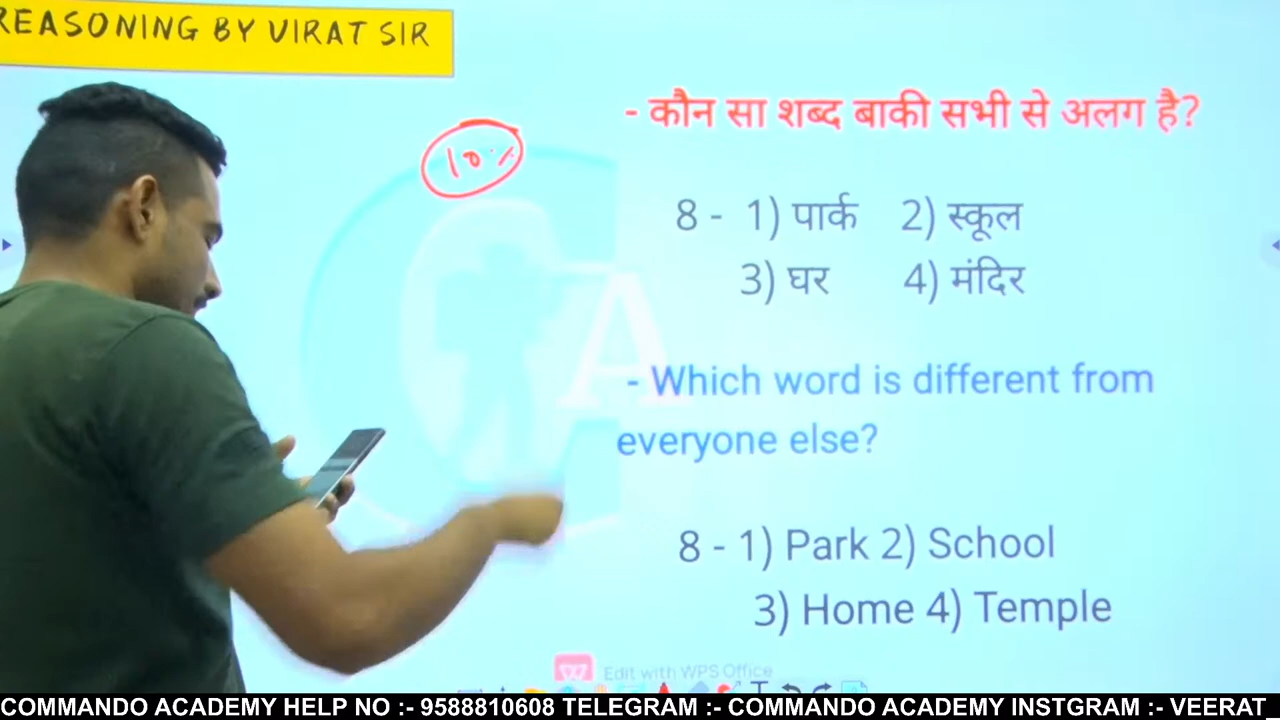 REASONING BY VIRAT SIR
10%
- कौन सा शब्द बाकी सभी से अलग है?
8 - 1) पार्क 2) स्कूल
3) घर 4) मंदिर
A
- Which word is different from
everyone else?
8 - 1) Park 2) School
3) Home 4) Temple
Edit with WPS Office
COMMANDO ACADEMY HELP NO :- 9588810608 TELEGRAM :- COMMANDO ACADEMY INSTGRAM :- VEERAT